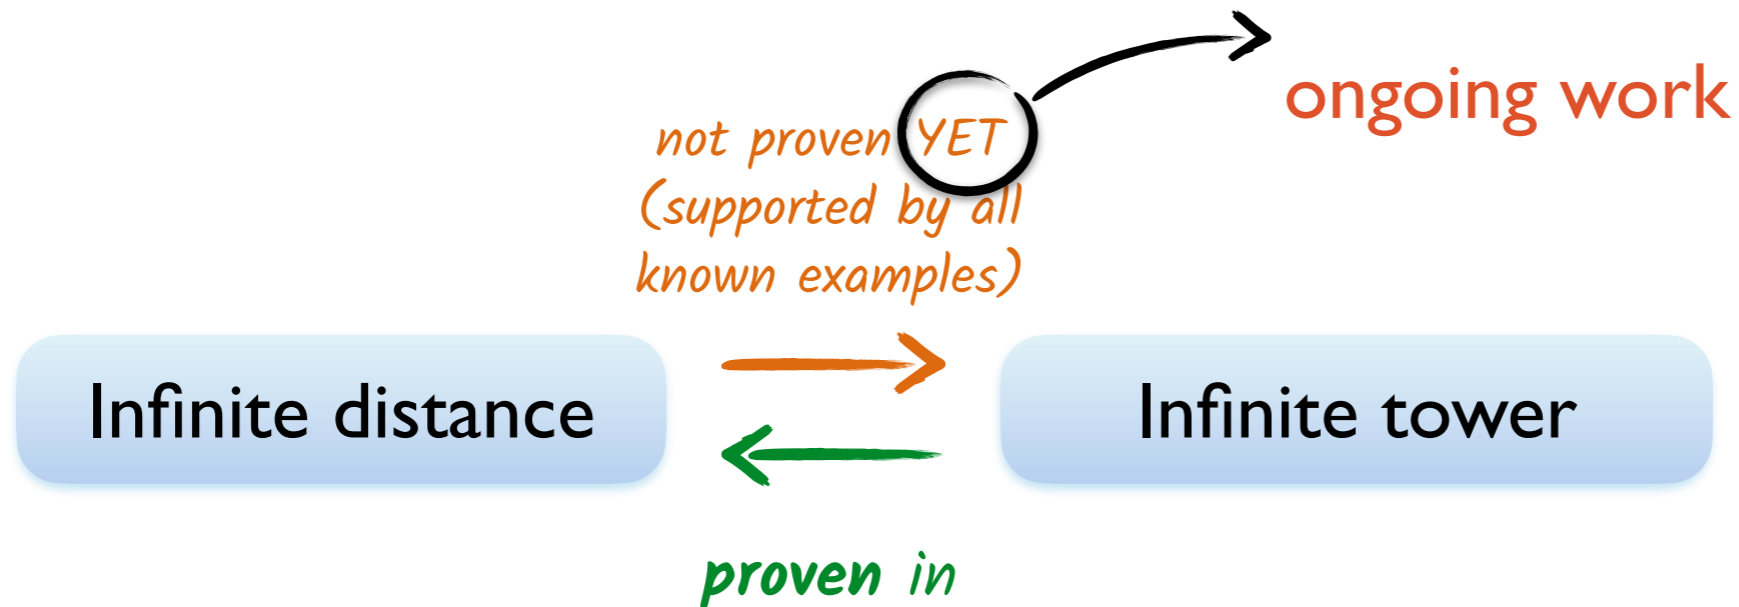 ongoing work
not proven YET
(supported by all
known examples)
Infinite distance
Infinite tower
proven in